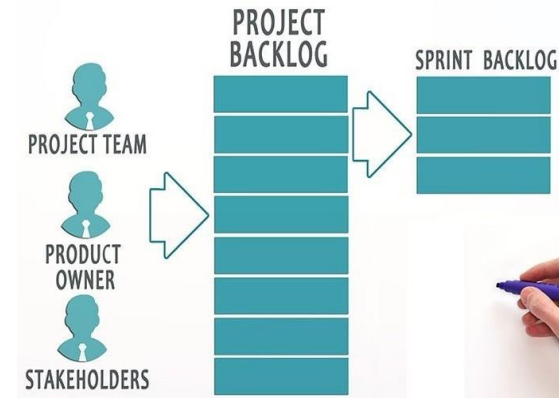 PROJECT
BACKLOG
SPRINT BACKLOG
PROJECT TEAM
PRODUCT
OWNER
STAKEHOLDERS